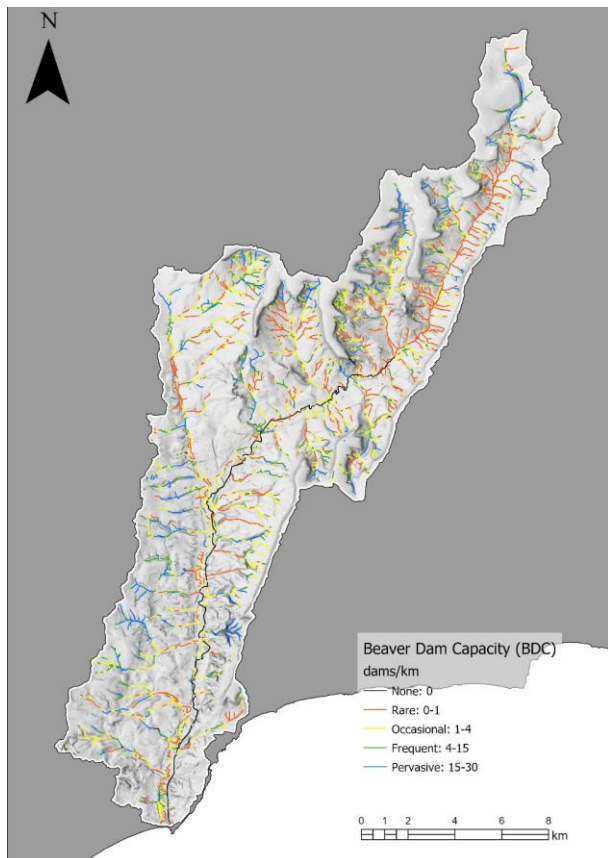 N
Beaver Dam Capacity (BDC)
dams/km
None: 0
Rare: 0-1
Occasional: 1-4
Frequent: 4-15
Pervasive: 15-30
0 1 2 4 6 8
km